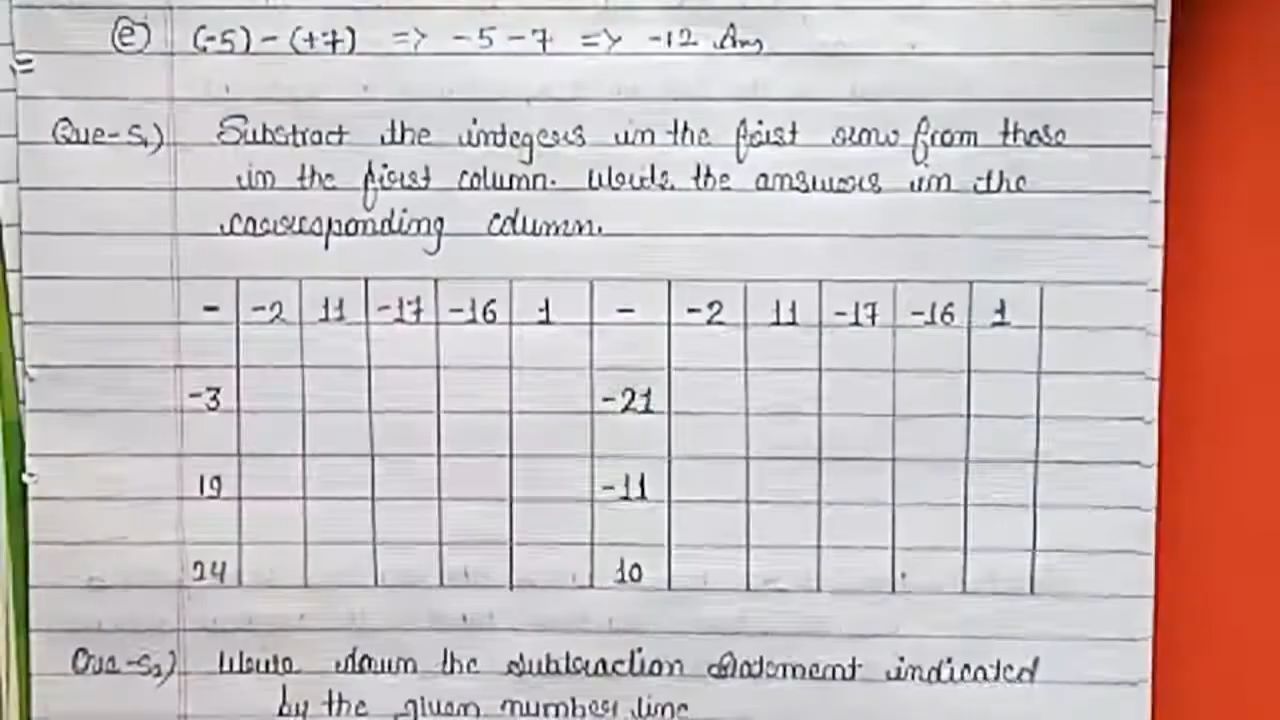 (e) (-5) - (+7) => -5 - 7 => -12 Ans
Que-51) Substract the integers in the first row from those
in the first column. Write the answers in the
corresponding column.
- -2 11 -17 -16 1 - -2 11 -17 -16 1
-3 -21
19 -11
24 10
Que-52) Write down the subtraction statement indicated
by the given number line